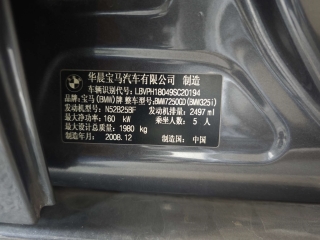 BMW
华晨宝马汽车有限公司 制造
车辆识别代号: LBVPH18049SC20194
品牌:宝马(BMW)牌 整车型号:BMW7250CD(BMW325i)
发动机型号: N52B25BF 发动机排量: 2497 ml
最大净功率: 160 kW 乘坐人数: 5 人
最大设计总质量: 1980 kg
制造年月: 2008.12 制造国: 中国